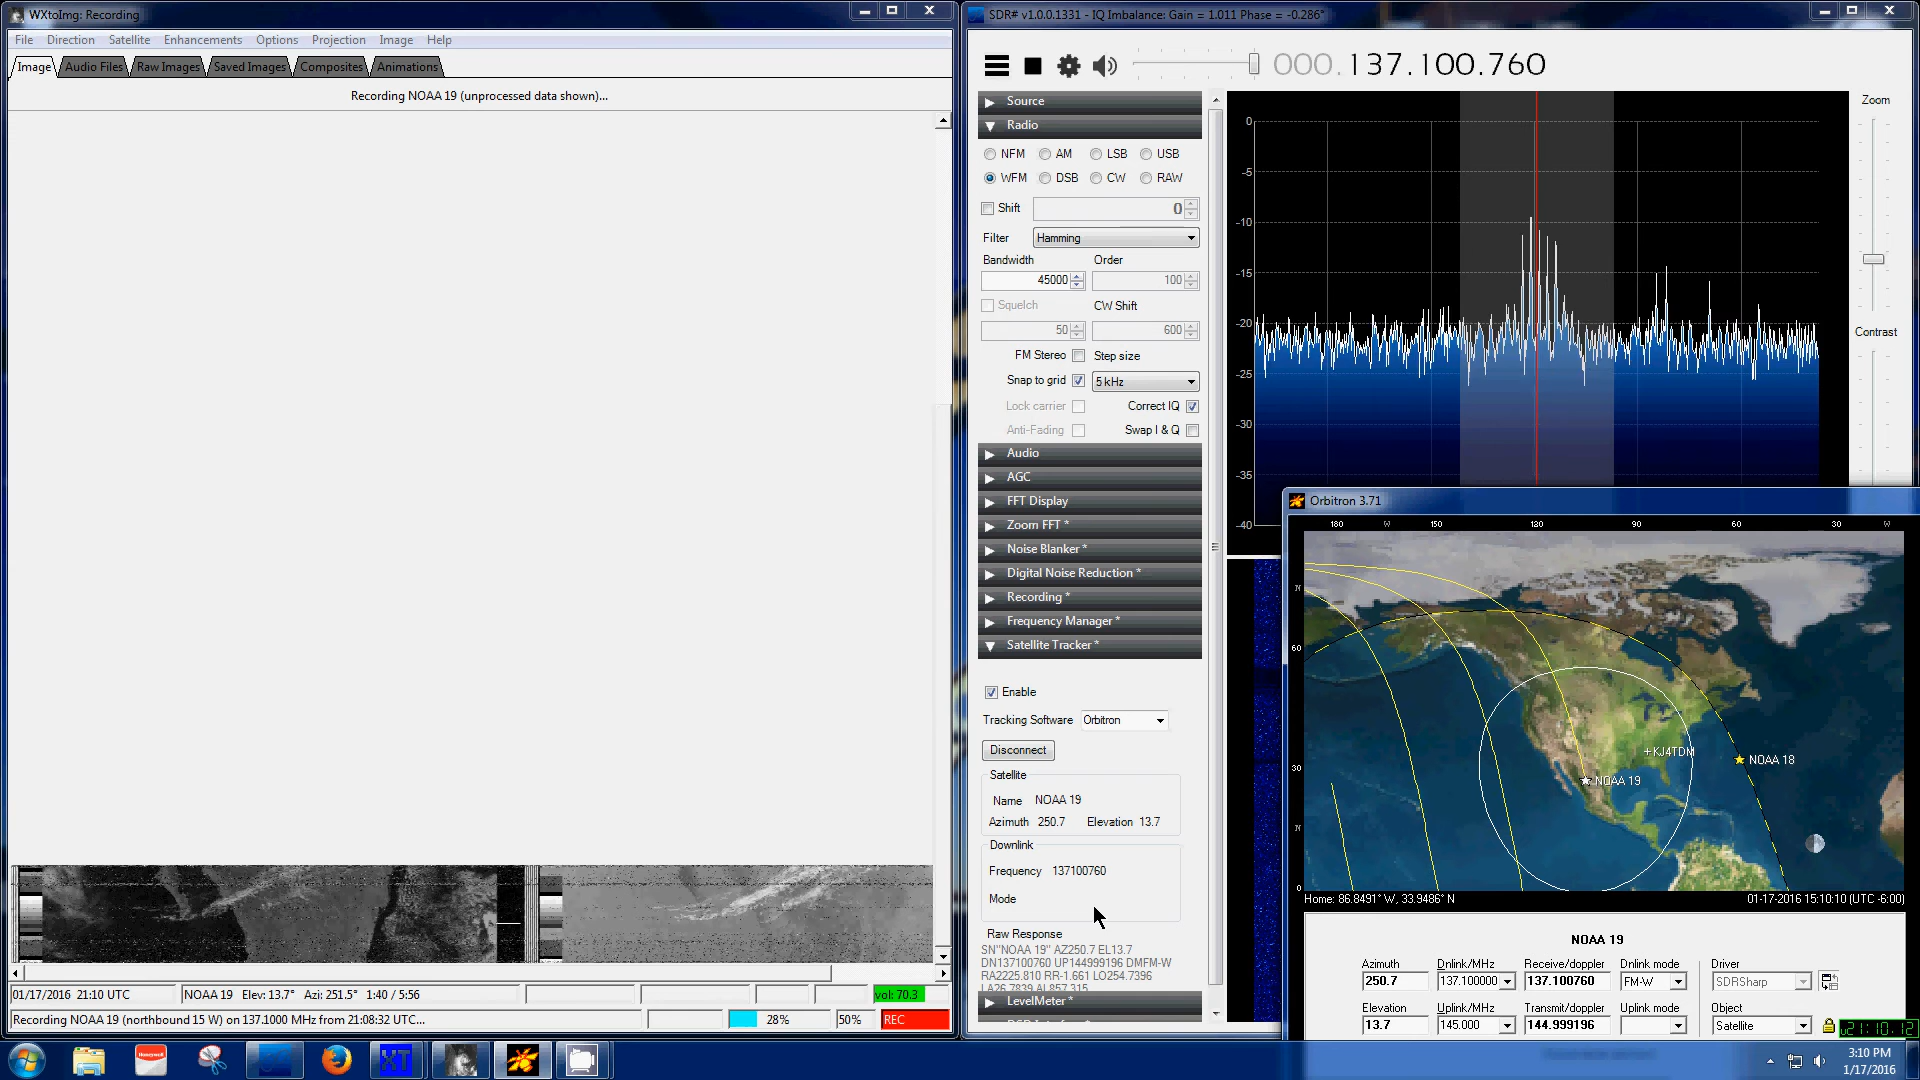 WXtoImg: Recording
File Direction Satellite Enhancements Options Projection Image Help
Image Audio Files Raw Images Saved Images Composites Animations
Recording NOAA 19 (unprocessed data shown)...
01/17/2016 21:10 UTC NOAA 19 Elev: 13.7° Azi: 251.5° 1:40 / 5:56 vol: 70.3
Recording NOAA 19 (northbound 15 W) on 137.1000 MHz from 21:08:32 UTC... 28% 50% REC
SDR# v1.0.0.1331 - IQ Imbalance: Gain = 1.011 Phase = -0.286°
000.137.100.760
Source
Radio
NFM AM LSB USB
WFM DSB CW RAW
Shift 0
Filter Hamming
Bandwidth Order
45000 100
Squelch CW Shift
50 600
FM Stereo Step size
Snap to grid 5 kHz
Lock carrier Correct IQ
Anti-Fading Swap I & Q
Audio
AGC
FFT Display
Zoom FFT *
Noise Blanker *
Digital Noise Reduction *
Recording *
Frequency Manager *
Satellite Tracker *
Enable
Tracking Software Orbitron
Disconnect
Satellite
Name NOAA 19
Azimuth 250.7 Elevation 13.7
Downlink
Frequency 137100760
Mode
Raw Response
SN"NOAA 19" AZ250.7 EL13.7
DN137100760 UP144999196 DMFM-W
RA2225.810 RR-1.661 LO254.7396
LA26.7839 AL857.315
LevelMeter *
0
-5
-10
-15
-20
-25
-30
-35
-40
Zoom
Contrast
Orbitron 3.71
180 W 150 120 90 60 30 W
N
60
30
N
0
KJ4TDM
NOAA 18
NOAA 19
Home: 86.8491° W, 33.9486° N 01-17-2016 15:10:10 (UTC -6:00)
NOAA 19
Azimuth Dnlink/MHz Receive/doppler Dnlink mode Driver
250.7 137.100000 137.100760 FM-W SDRSharp
Elevation Uplink/MHz Transmit/doppler Uplink mode Object
13.7 145.000 144.999196 Satellite
21:10:12
Honeywell
XT
3:10 PM
1/17/2016